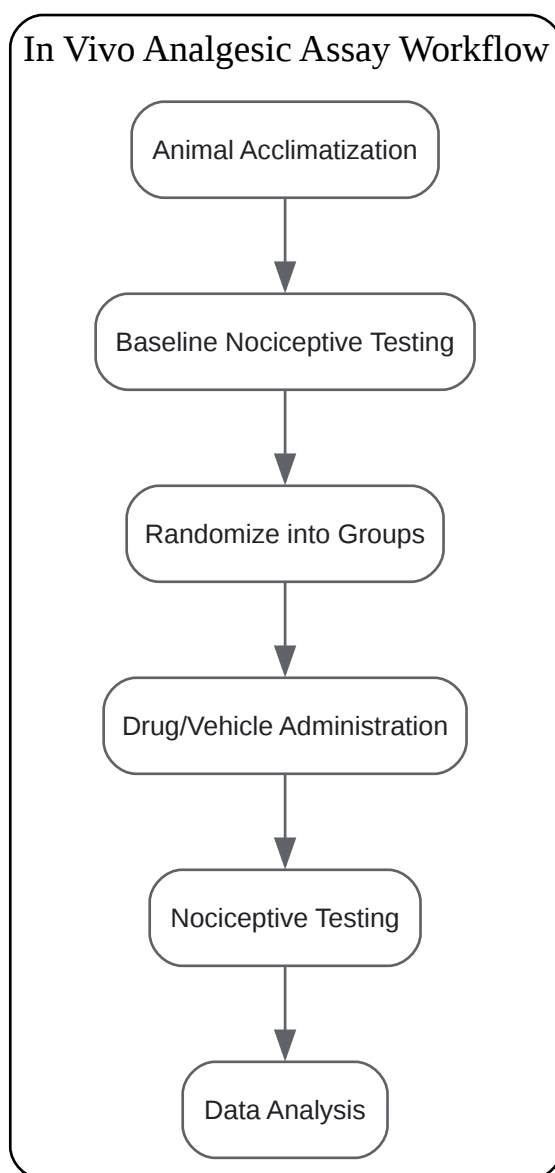 In Vivo Analgesic Assay Workflow
Animal Acclimatization
Baseline Nociceptive Testing
Randomize into Groups
Drug/Vehicle Administration
Nociceptive Testing
Data Analysis